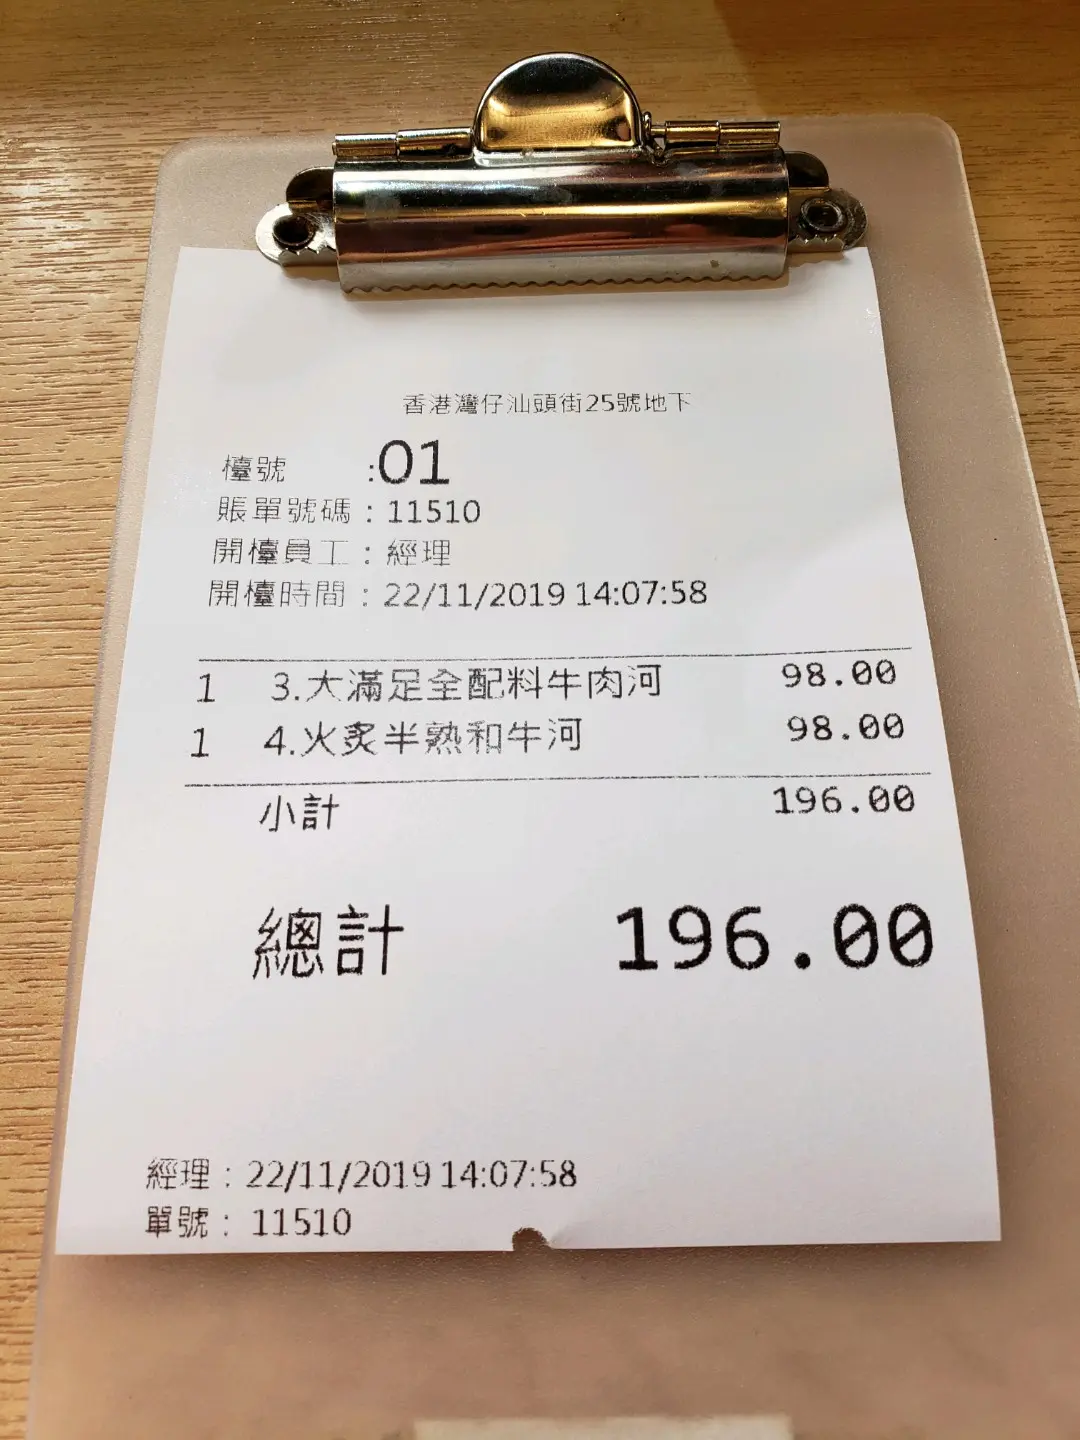 香港灣仔汕頭街25號地下
檯號 :01
賬單號碼：11510
開檯員工：經理
開檯時間：22/11/2019 14:07:58
1 3.大滿足全配料牛肉河 98.00
1 4.火炙半熟和牛河 98.00
小計 196.00
總計 196.00
經理：22/11/2019 14:07:58
單號：11510